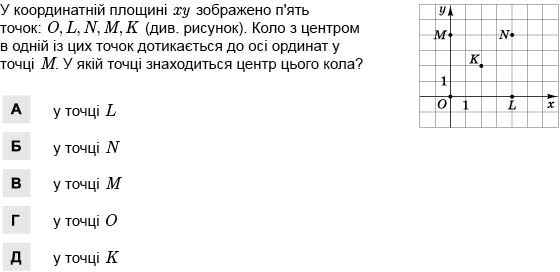 У координатній площині xy зображено п'ять
точок: O, L, N, M, K (див. рисунок). Коло з центром
в одній із цих точок дотикається до осі ординат у
точці M. У якій точці знаходиться центр цього кола?
y
M
N
K
1
O
1
L
x
А у точці L
Б у точці N
В у точці M
Г у точці O
Д у точці K